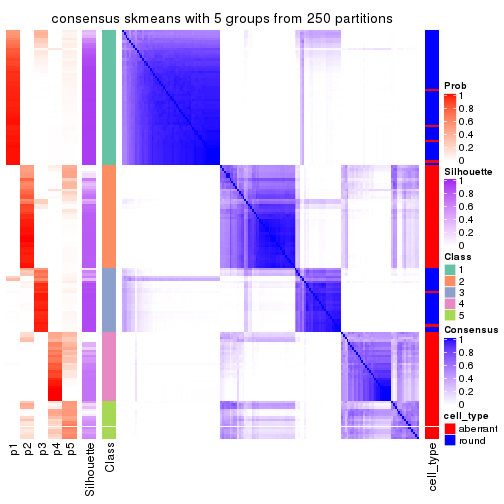 consensus skmeans with 5 groups from 250 partitions
Prob
1
0.8
0.6
0.4
0.2
0
Silhouette
1
0.8
0.6
0.4
0.2
0
Class
1
2
3
4
5
Consensus
1
0.8
0.6
0.4
0.2
0
cell_type
aberrant
round
p1
p2
p3
p4
p5
Silhouette
Class
cell_type